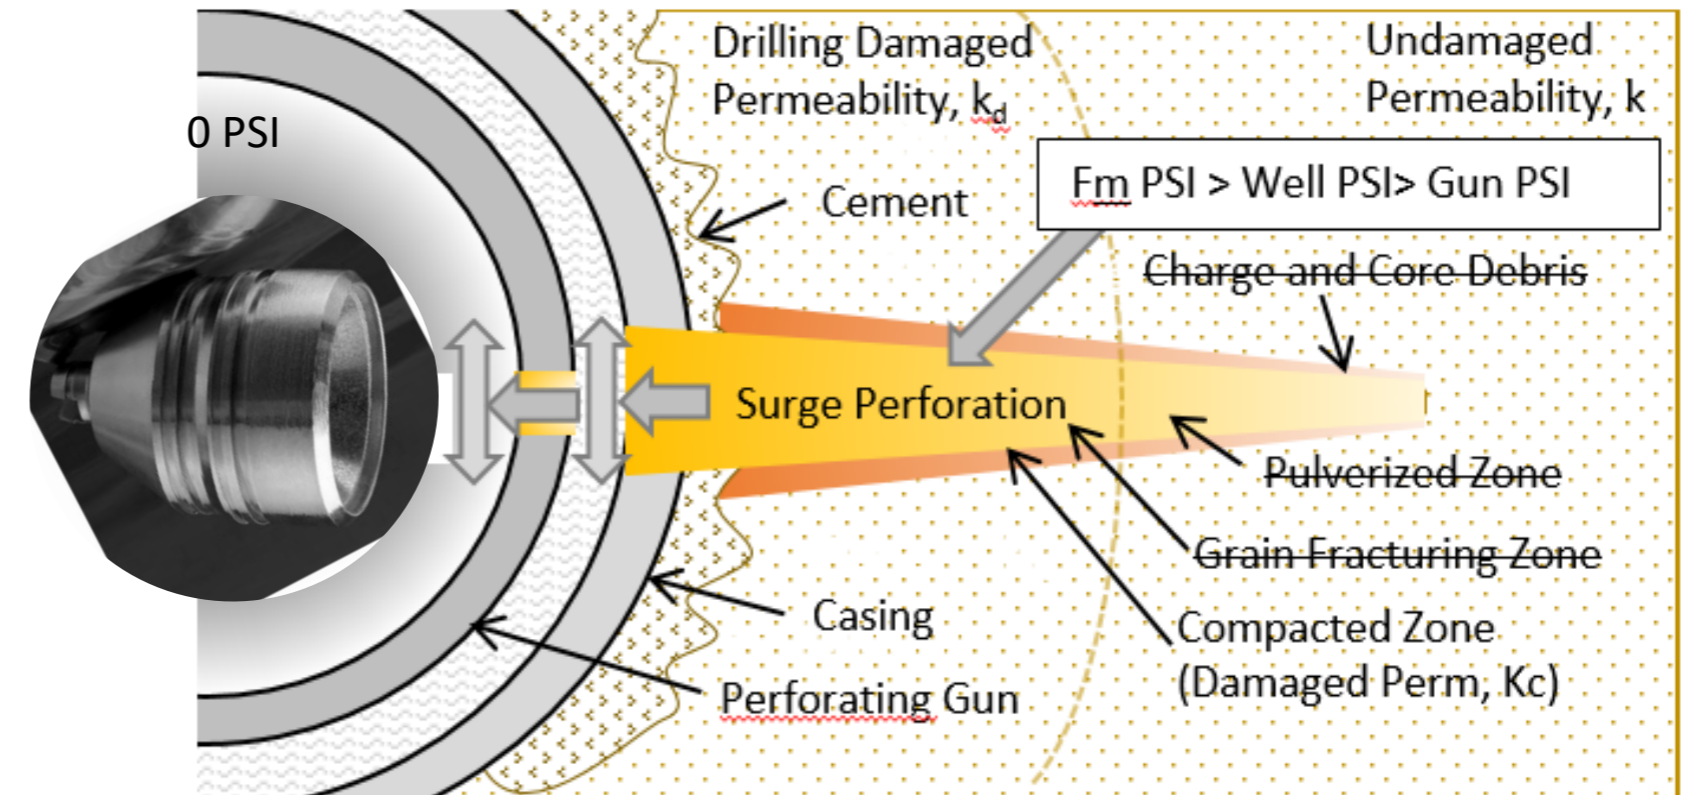 Drilling Damaged
Permeability, kd
Undamaged
Permeability, k
0 PSI
Fm PSI > Well PSI> Gun PSI
Cement
Charge and Core Debris
Surge Perforation
Pulverized Zone
Grain Fracturing Zone
Casing
Compacted Zone
(Damaged Perm, Kc)
Perforating Gun